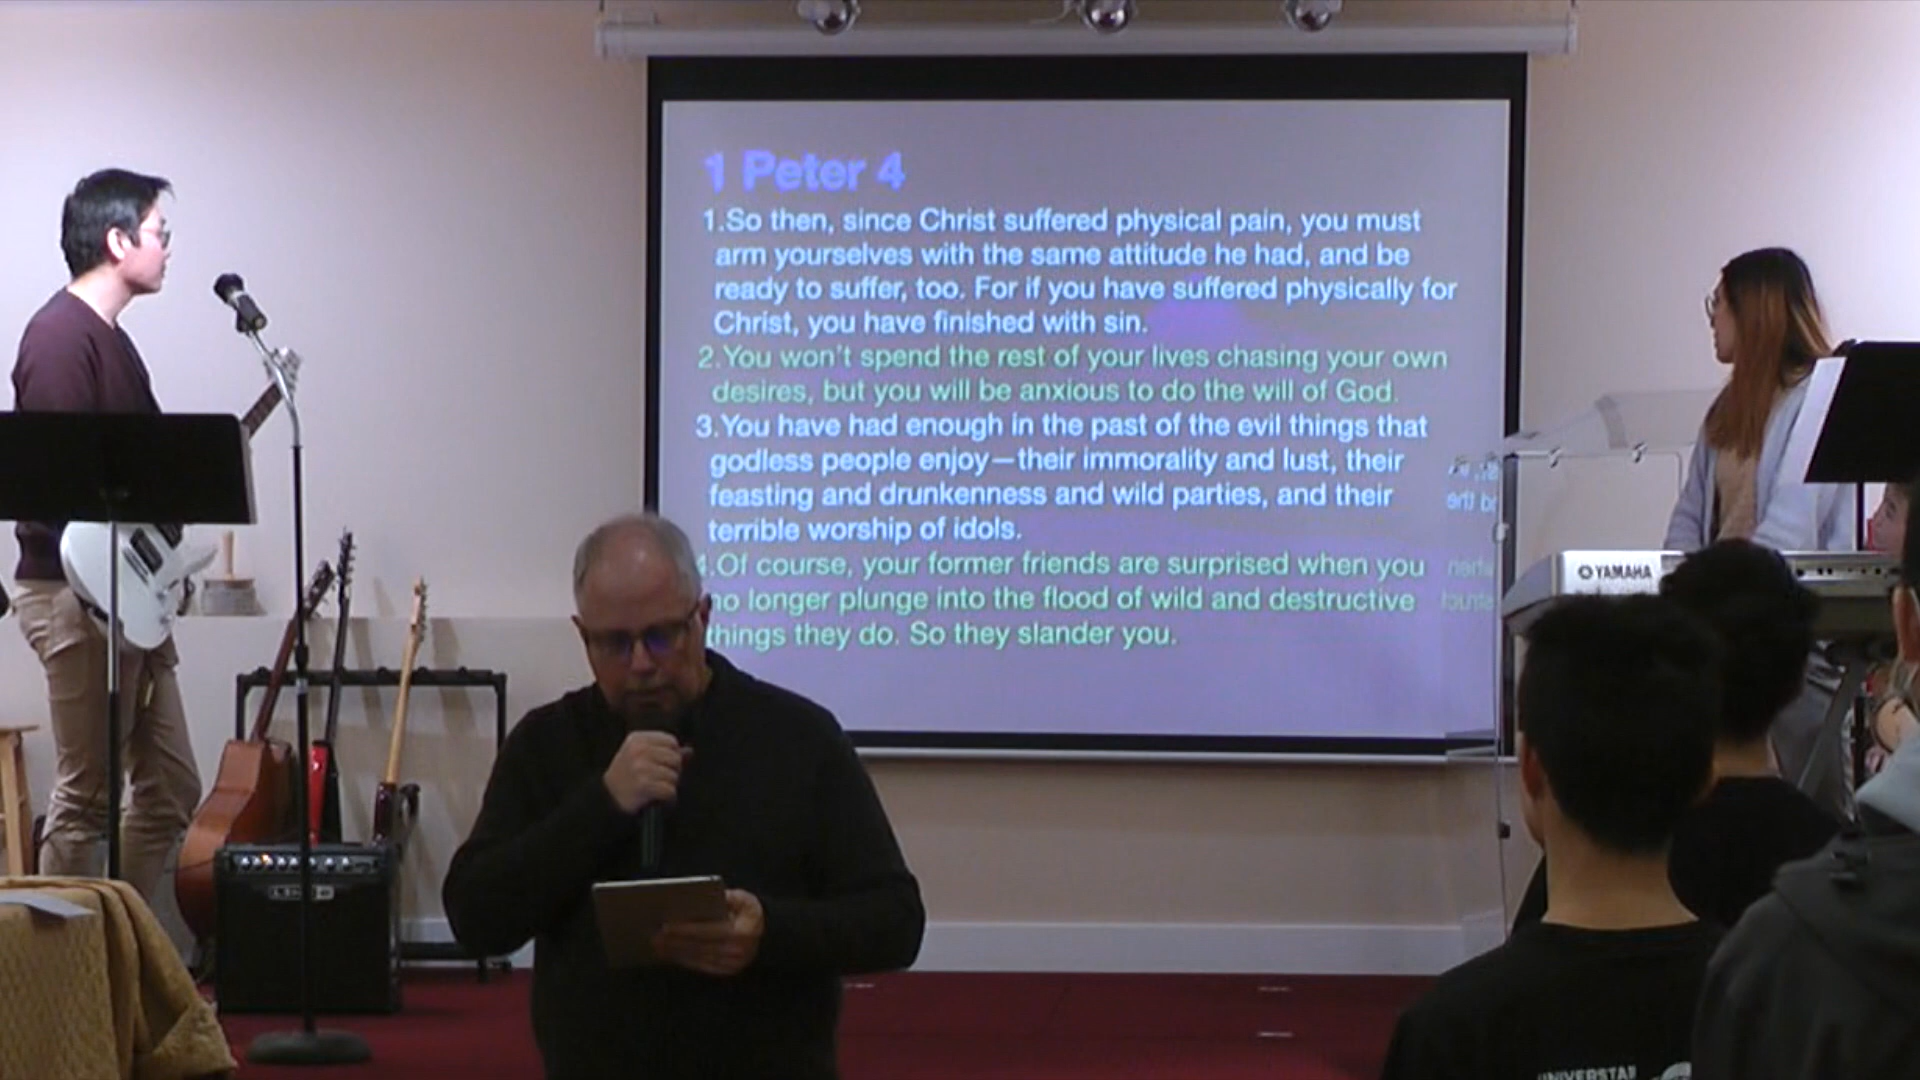 1 Peter 4
1.So then, since Christ suffered physical pain, you must
arm yourselves with the same attitude he had, and be
ready to suffer, too. For if you have suffered physically for
Christ, you have finished with sin.
2.You won't spend the rest of your lives chasing your own
desires, but you will be anxious to do the will of God.
3.You have had enough in the past of the evil things that
godless people enjoy—their immorality and lust, their
feasting and drunkenness and wild parties, and their
terrible worship of idols.
4.Of course, your former friends are surprised when you
no longer plunge into the flood of wild and destructive
things they do. So they slander you.
YAMAHA